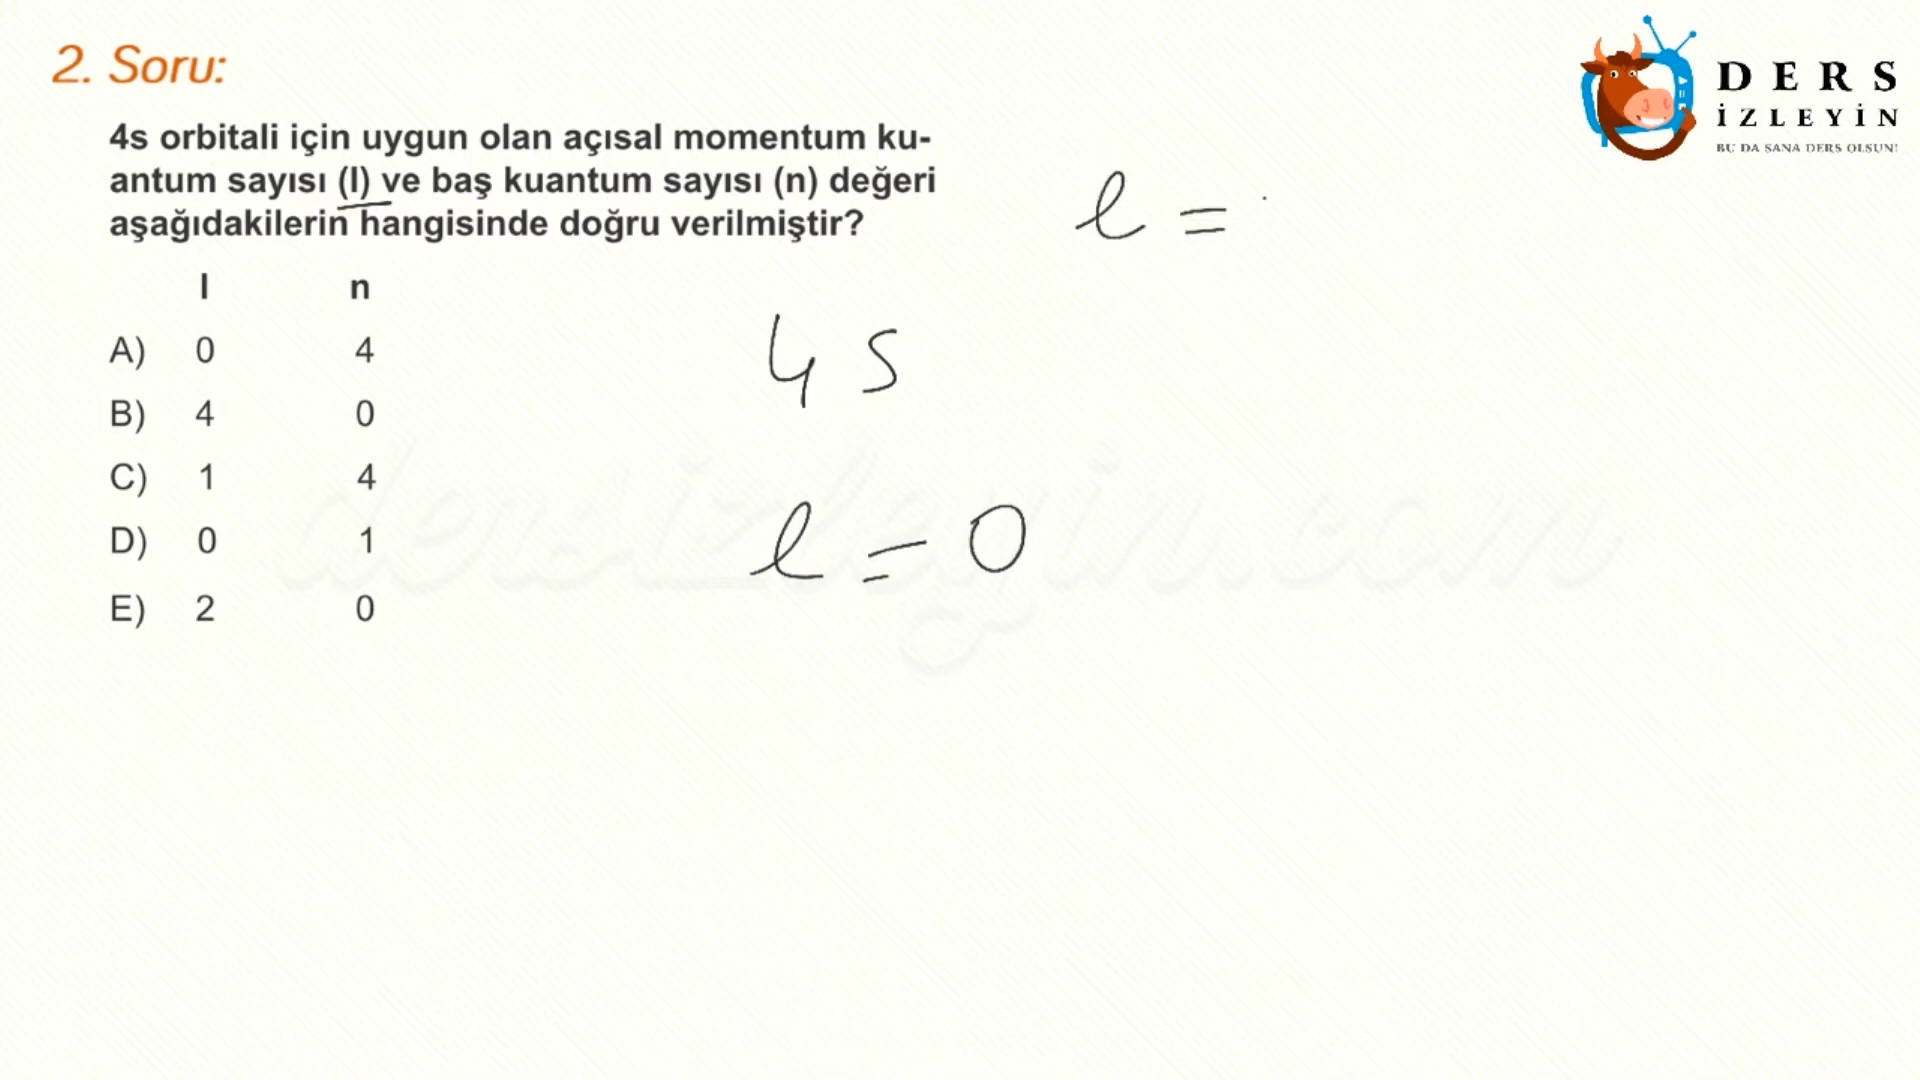 2. Soru:
DERS
İZLEYİN
BU DA SANA DERS OLSUN!
4s orbitali için uygun olan açısal momentum ku-
antum sayısı (l) ve baş kuantum sayısı (n) değeri
aşağıdakilerin hangisinde doğru verilmiştir?
l =
l n
A) 0 4
B) 4 0
C) 1 4
D) 0 1
E) 2 0
4s
l = 0
dersizleyin.com